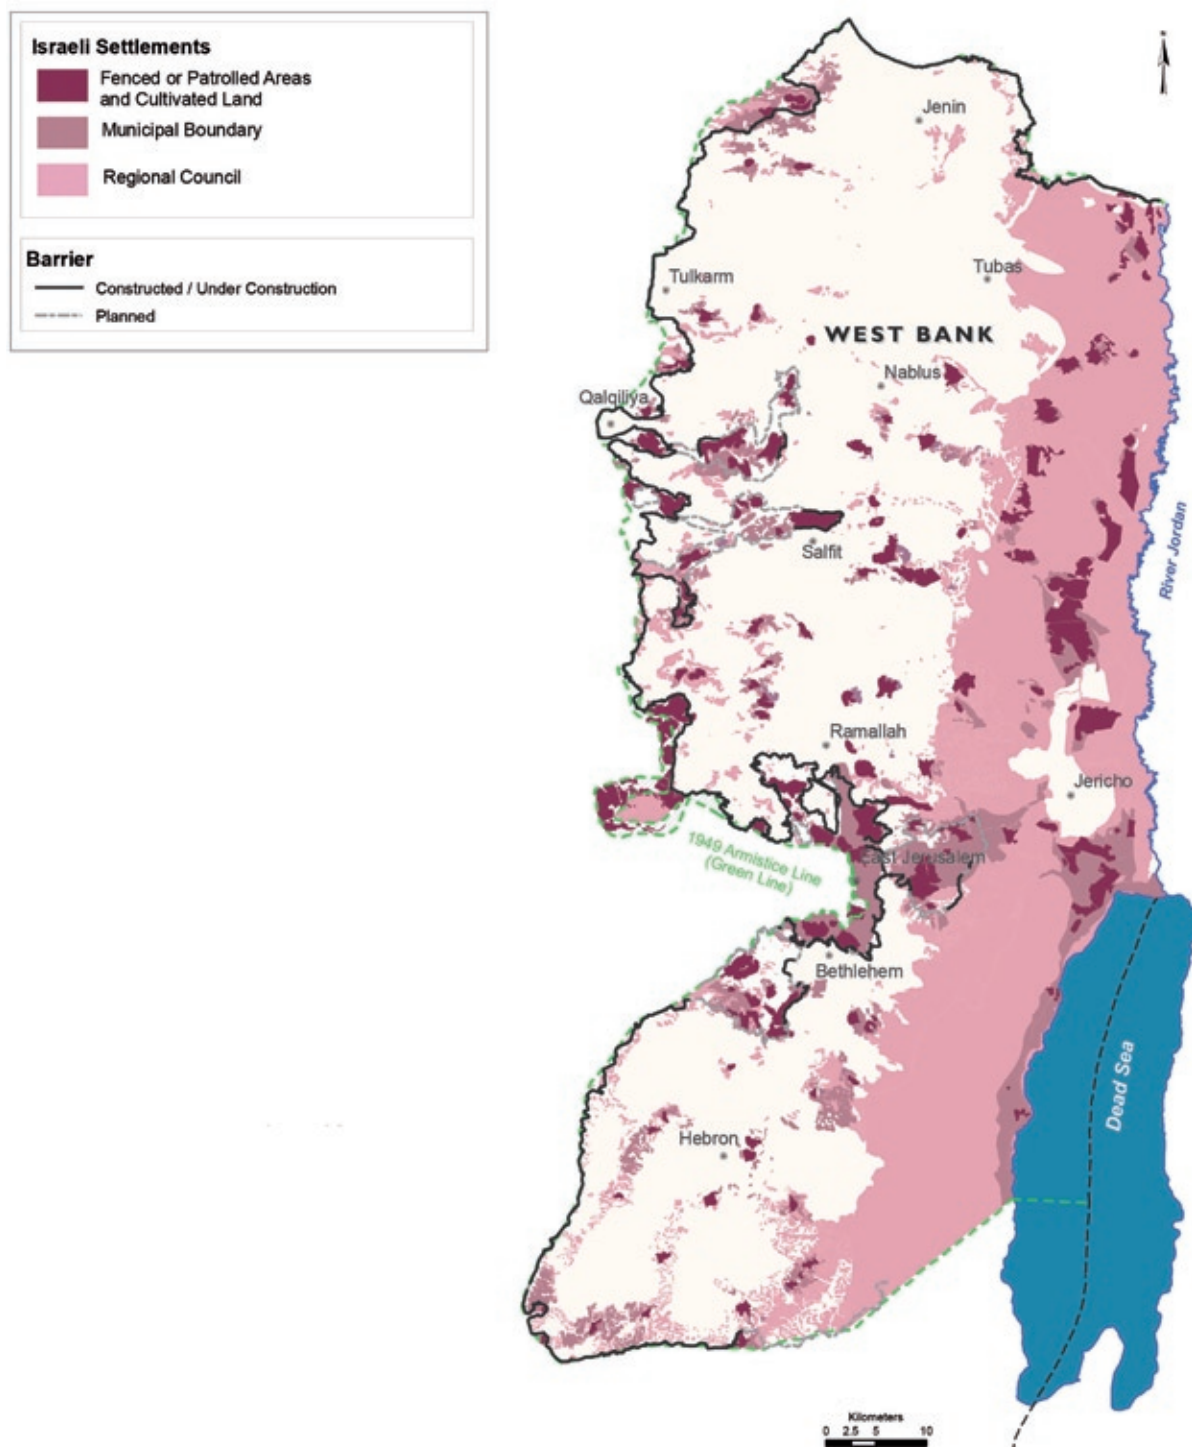 Israeli Settlements
Fenced or Patrolled Areas
and Cultivated Land
Municipal Boundary
Regional Council
Barrier
Constructed / Under Construction
Planned
N
Jenin
Tubas
Tulkarm
WEST BANK
Nablus
Qalqiliya
River Jordan
Salfit
Ramallah
Jericho
1949 Armistice Line
(Green Line)
East Jerusalem
Bethlehem
Dead Sea
Hebron
Kilometers
0 2.5 5 10